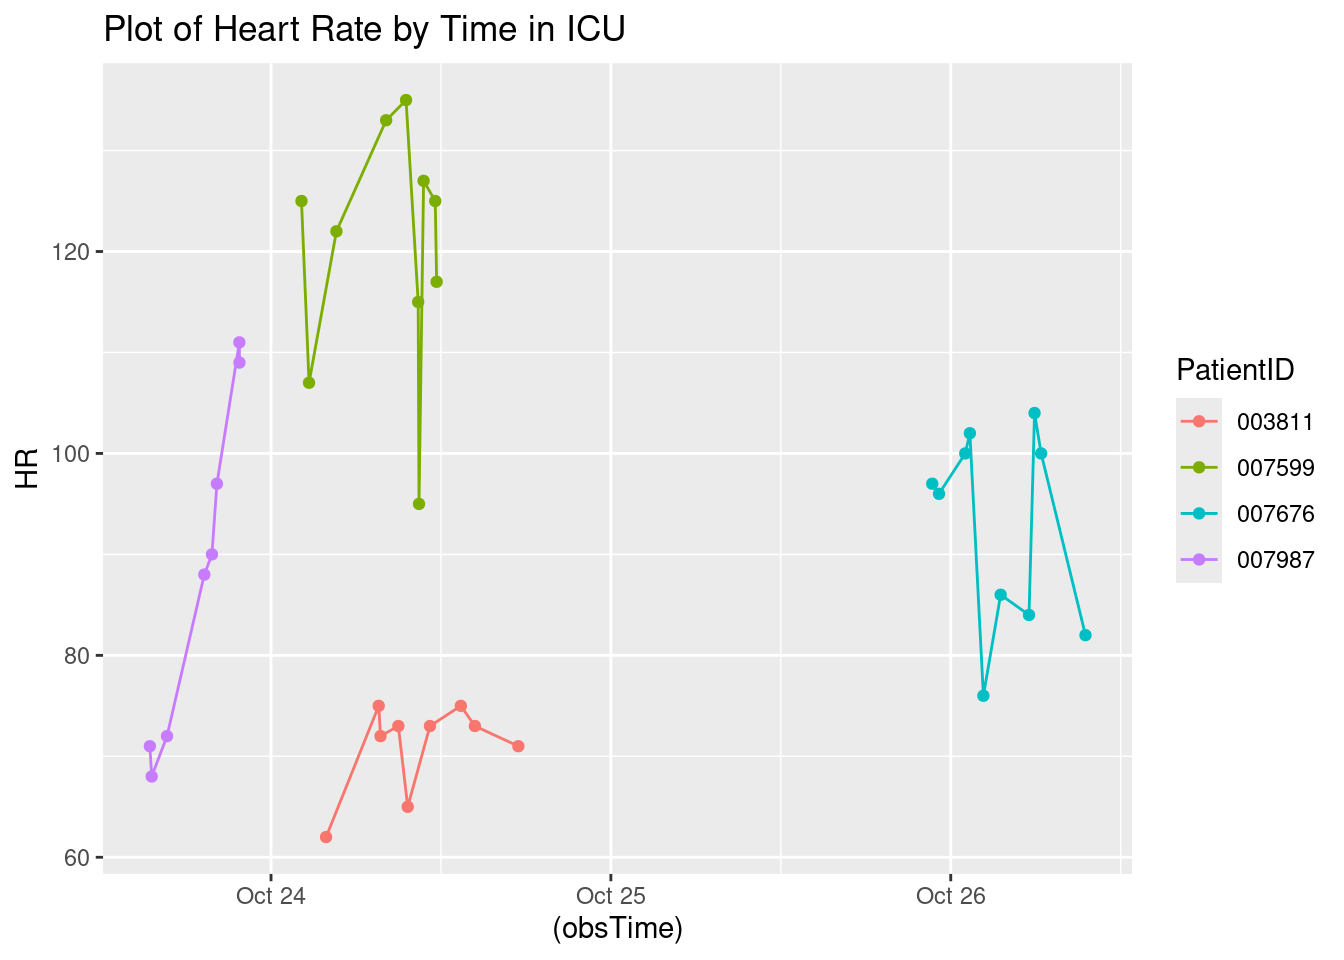 Plot of Heart Rate by Time in ICU
120
100
80
60
HR
Oct 24
Oct 25
Oct 26
(obsTime)
PatientID
003811
007599
007676
007987